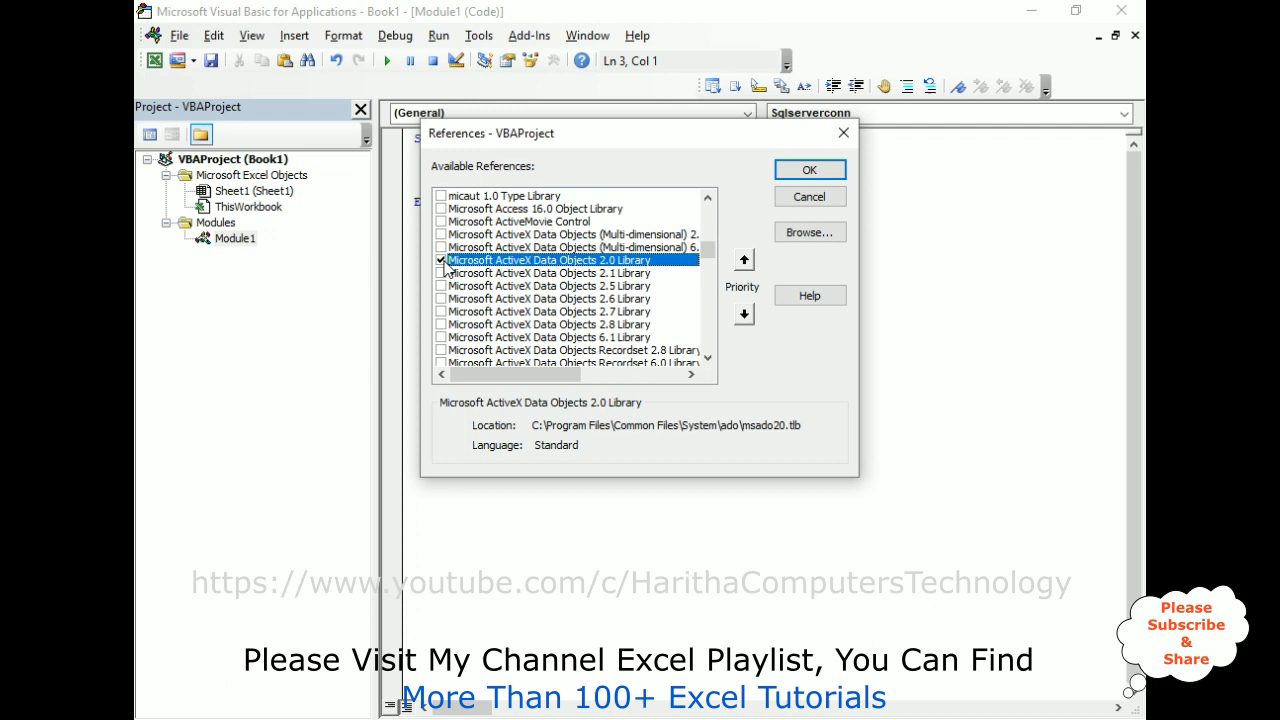 Microsoft Visual Basic for Applications - Book1 - [Module1 (Code)]
File Edit View Insert Format Debug Run Tools Add-Ins Window Help
Ln 3, Col 1
Project - VBAProject
(General)
Sqlserverconn
VBAProject (Book1)
Microsoft Excel Objects
Sheet1 (Sheet1)
ThisWorkbook
Modules
Module1
References - VBAProject
Available References:
micaut 1.0 Type Library
Microsoft Access 16.0 Object Library
Microsoft ActiveMovie Control
Microsoft ActiveX Data Objects (Multi-dimensional) 2.
Microsoft ActiveX Data Objects (Multi-dimensional) 6.
Microsoft ActiveX Data Objects 2.0 Library
Microsoft ActiveX Data Objects 2.1 Library
Microsoft ActiveX Data Objects 2.5 Library
Microsoft ActiveX Data Objects 2.6 Library
Microsoft ActiveX Data Objects 2.7 Library
Microsoft ActiveX Data Objects 2.8 Library
Microsoft ActiveX Data Objects 6.1 Library
Microsoft ActiveX Data Objects Recordset 2.8 Library
Microsoft ActiveX Data Objects Recordset 6.0 Library
OK
Cancel
Browse...
Priority
Help
Microsoft ActiveX Data Objects 2.0 Library
Location: C:\Program Files\Common Files\System\ado\msado20.tlb
Language: Standard
https://www.youtube.com/c/HarithaComputersTechnology
Please Visit My Channel Excel Playlist, You Can Find
More Than 100+ Excel Tutorials
Please
Subscribe
&
Share